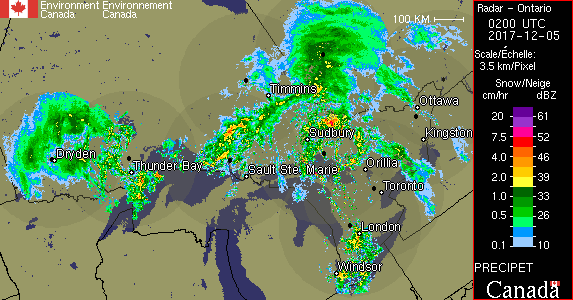 Environment Environnement
Canada Canada
100 KM
Timmins
Ottawa
Kingston
Sudbury
Dryden
Thunder Bay
Sault Ste. Marie
Orillia
Toronto
London
Windsor
Radar - Ontario
0200 UTC
2017-12-05
Scale/Échelle:
3.5 km/Pixel
Snow/Neige
cm/hr dBZ
20 61
7.5 52
4.0 46
2.0 39
1.0 33
0.5 26
0.1 10
PRECIPET
Canada